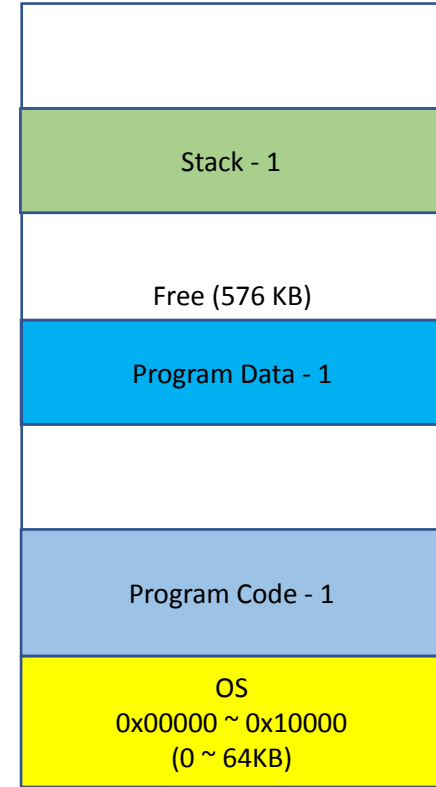 Stack - 1
Free (576 KB)
Program Data - 1
Program Code - 1
OS
0x00000 ~ 0x10000
(0 ~ 64KB)